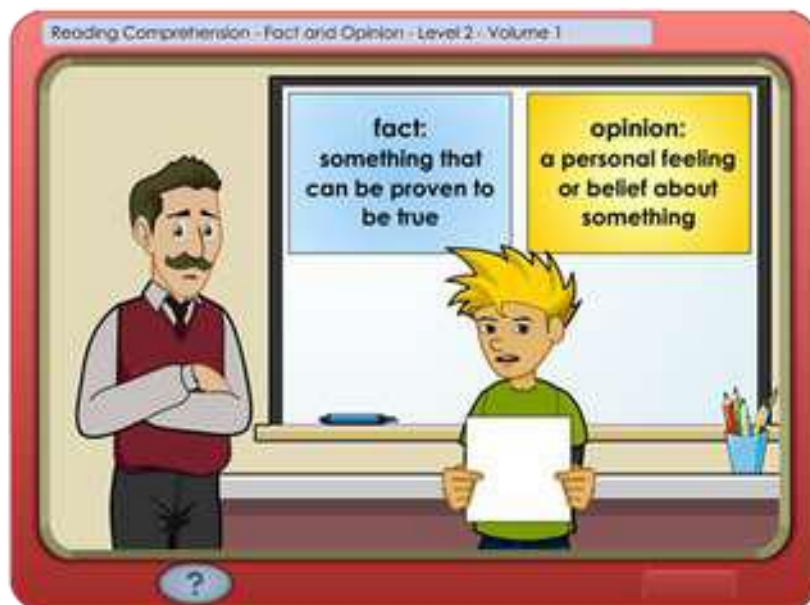 Reading Comprehension - Fact and Opinion - Level 2 - Volume 1
fact:
something that
can be proven to
be true
opinion:
a personal feeling
or belief about
something
?